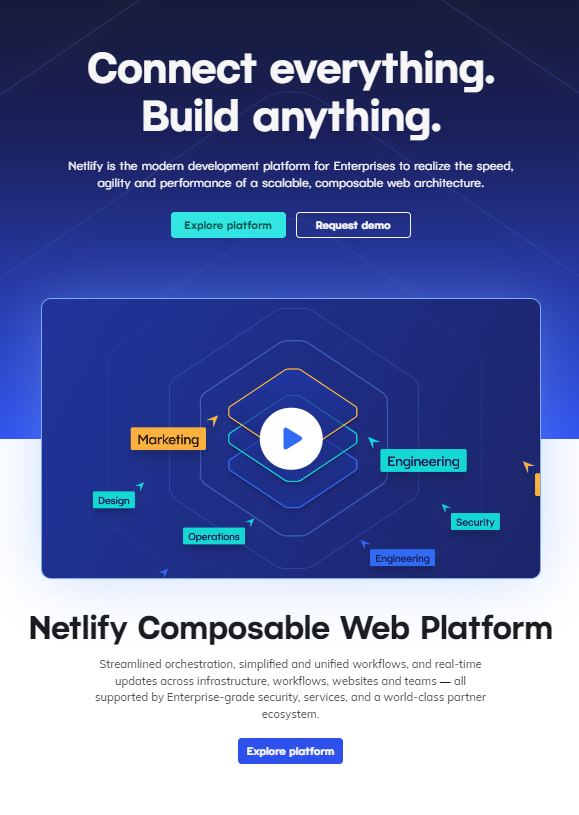 Connect everything.
Build anything.
Netlify is the modern development platform for Enterprises to realize the speed,
agility and performance of a scalable, composable web architecture.
Explore platform
Request demo
Marketing
Engineering
Design
Security
Operations
Engineering
Netlify Composable Web Platform
Streamlined orchestration, simplified and unified workflows, and real-time
updates across infrastructure, workflows, websites and teams — all
supported by Enterprise-grade security, services, and a world-class partner
ecosystem.
Explore platform